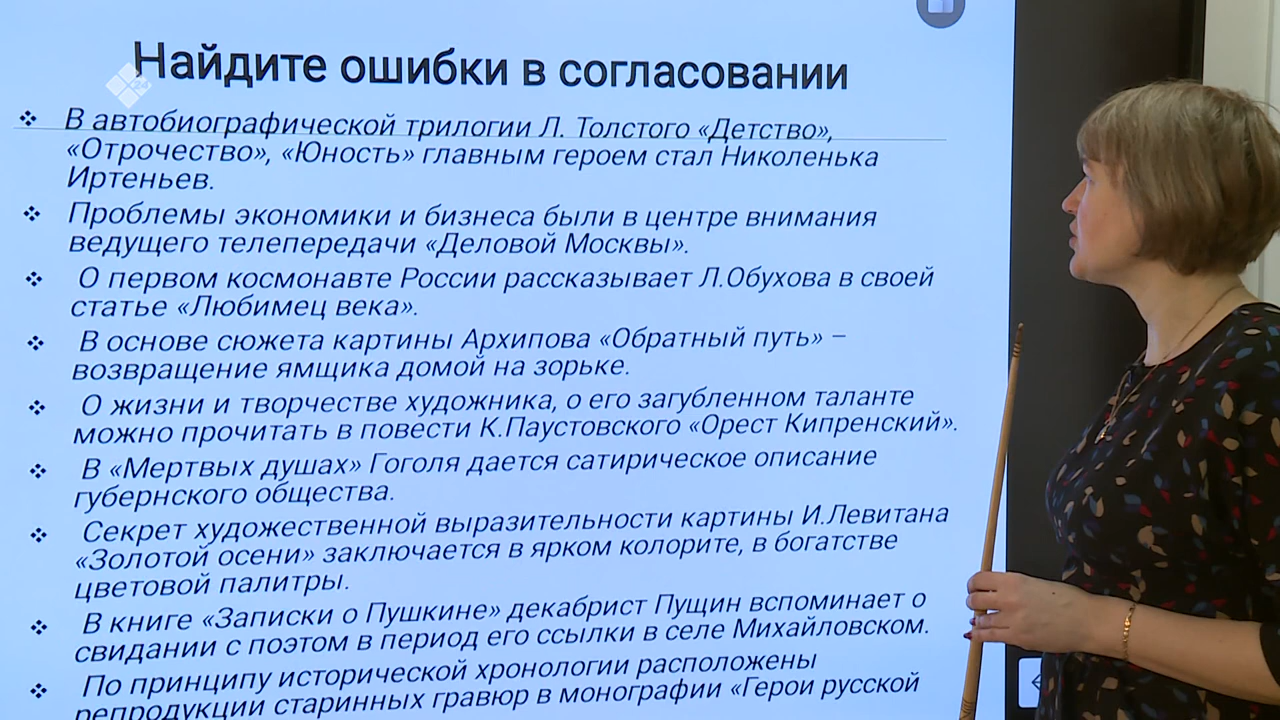 Найдите ошибки в согласовании
24
❖ В автобиографической трилогии Л. Толстого «Детство»,
«Отрочество», «Юность» главным героем стал Николенька
Иртеньев.
❖ Проблемы экономики и бизнеса были в центре внимания
ведущего телепередачи «Деловой Москвы».
❖ О первом космонавте России рассказывает Л.Обухова в своей
статье «Любимец века».
❖ В основе сюжета картины Архипова «Обратный путь» –
возвращение ямщика домой на зорьке.
❖ О жизни и творчестве художника, о его загубленном таланте
можно прочитать в повести К.Паустовского «Орест Кипренский».
❖ В «Мертвых душах» Гоголя дается сатирическое описание
губернского общества.
❖ Секрет художественной выразительности картины И.Левитана
«Золотой осени» заключается в ярком колорите, в богатстве
цветовой палитры.
❖ В книге «Записки о Пушкине» декабрист Пущин вспоминает о
свидании с поэтом в период его ссылки в селе Михайловском.
❖ По принципу исторической хронологии расположены
репродукции старинных гравюр в монографии «Герои русской